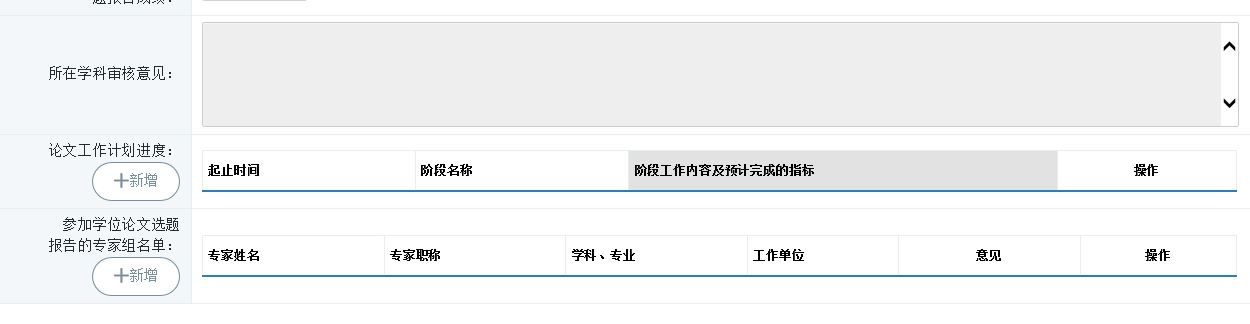 所在学科审核意见：
论文工作计划进度：
新增
起止时间 阶段名称 阶段工作内容及预计完成的指标 操作
参加学位论文选题
报告的专家组名单：
新增
专家姓名 专家职称 学科、专业 工作单位 意见 操作